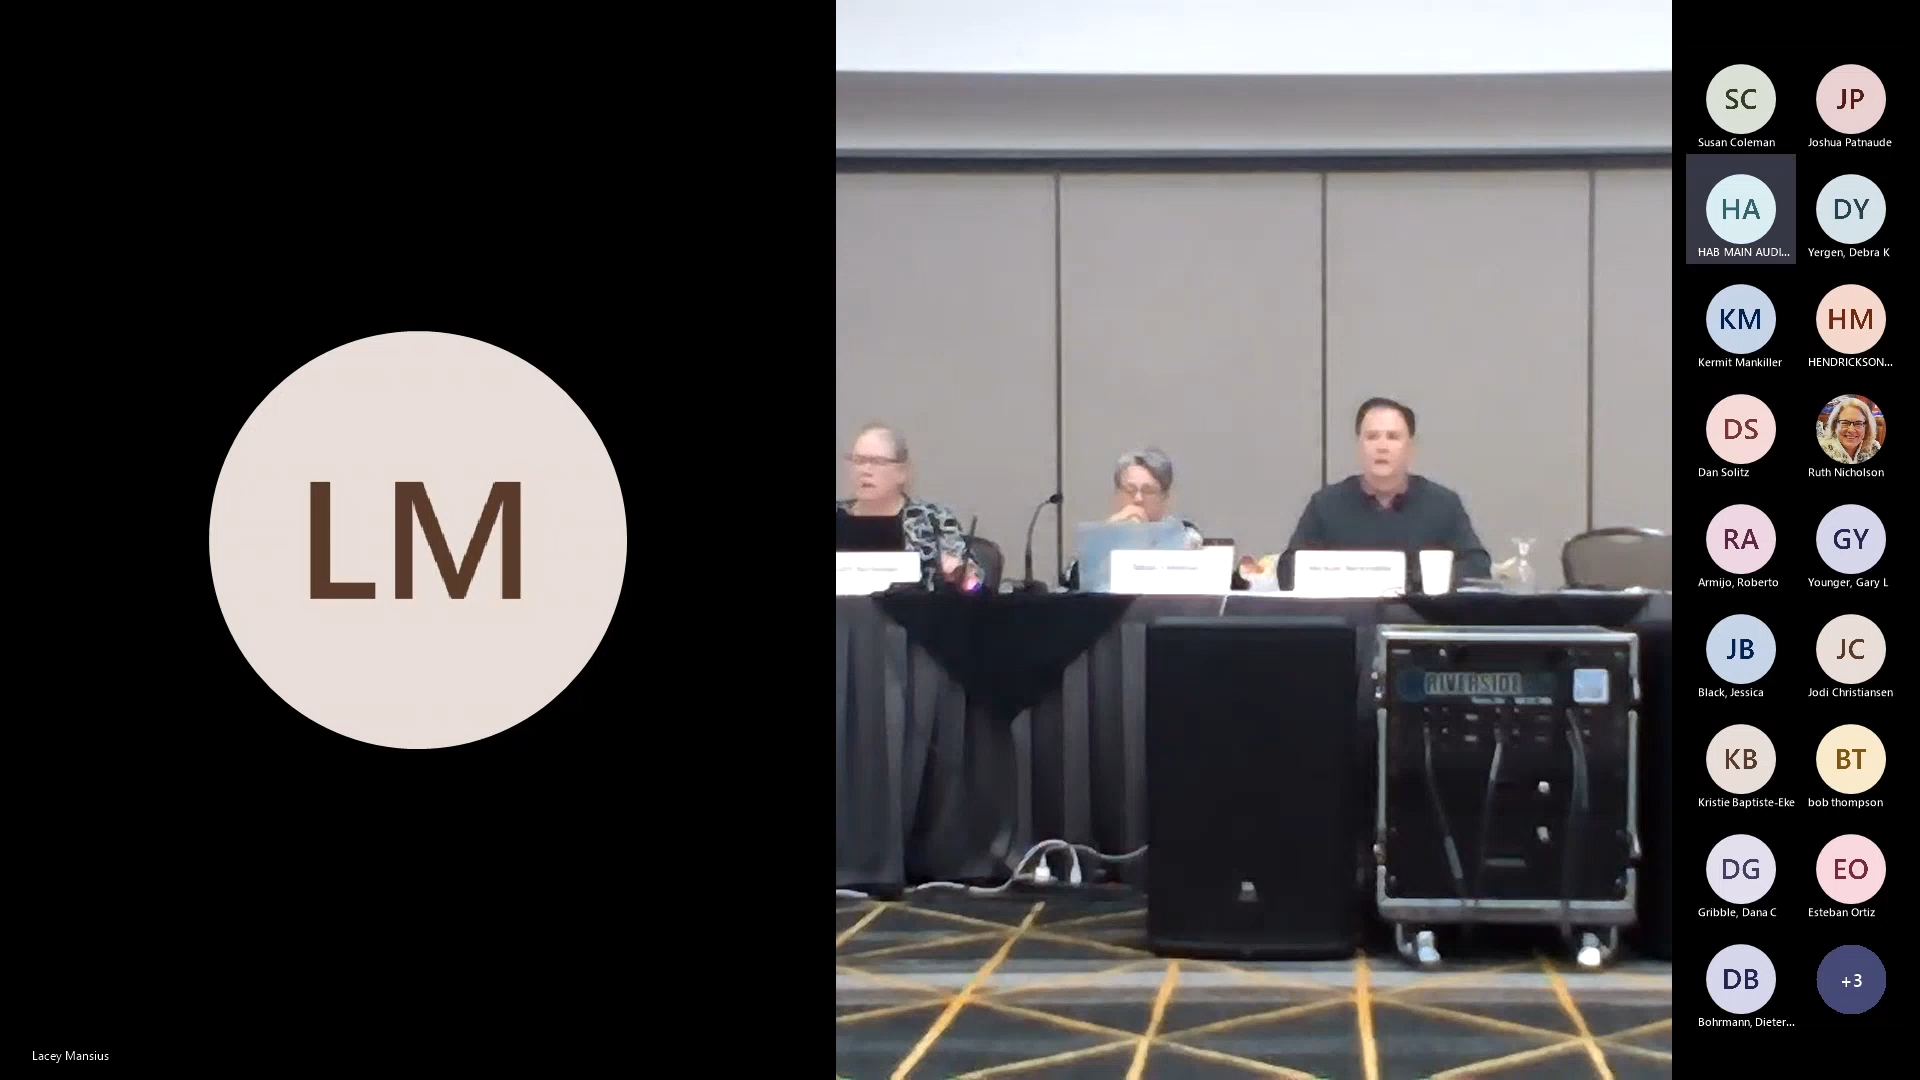 LM
Lacey Mansius
RIVERSIDE
SC
JP
Susan Coleman
Joshua Patnaude
HA
DY
HAB MAIN AUDI...
Yergen, Debra K
KM
HM
Kermit Mankiller
HENDRICKSON...
DS
Dan Solitz
Ruth Nicholson
RA
GY
Armijo, Roberto
Younger, Gary L
JB
JC
Black, Jessica
Jodi Christiansen
KB
BT
Kristie Baptiste-Eke
bob thompson
DG
EO
Gribble, Dana C
Esteban Ortiz
DB
+3
Bohrmann, Dieter...